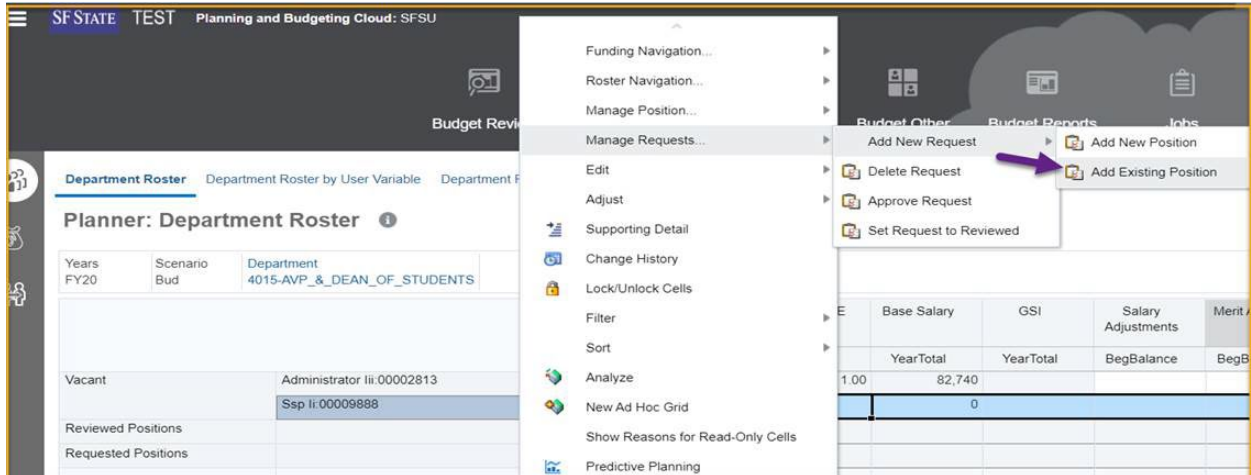 SF STATE TEST Planning and Budgeting Cloud: SFSU
Budget Other Budget Reports Jobs
Funding Navigation...
Roster Navigation...
Manage Position...
Manage Requests...
Edit
Adjust
Supporting Detail
Change History
Lock/Unlock Cells
Filter
Sort
Analyze
New Ad Hoc Grid
Show Reasons for Read-Only Cells
Predictive Planning
Add New Request
Delete Request
Approve Request
Set Request to Reviewed
Add New Position
Add Existing Position
Budget Revi
Department Roster Department Roster by User Variable Department
Planner: Department Roster
Years Scenario Department
FY20 Bud 4015-AVP_&_DEAN_OF_STUDENTS
Base Salary GSI Salary Adjustments Merit
YearTotal YearTotal BegBalance BegB
Vacant Administrator Iii:00002813 1.00 82,740
Ssp Ii:00009888 0
Reviewed Positions
Requested Positions